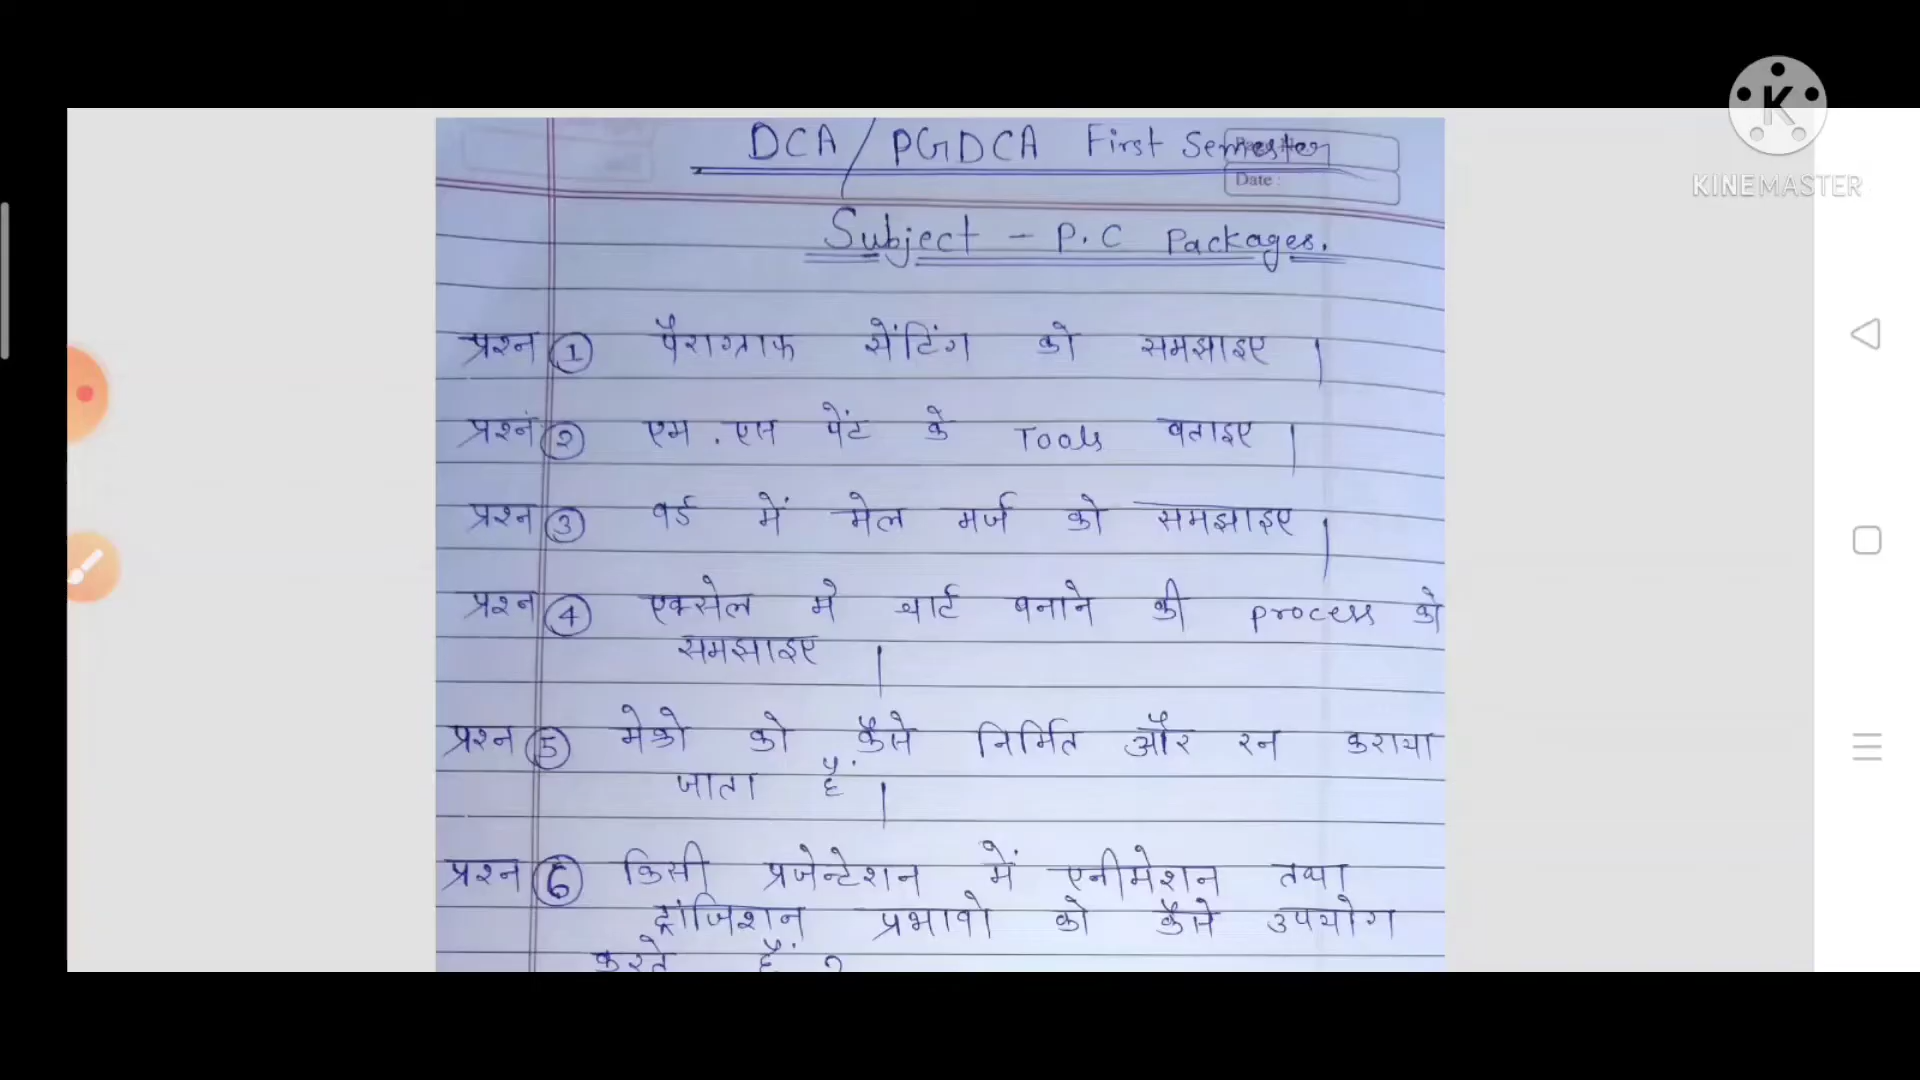 DCA / PGDCA First Semester
Date :
Subject - P.C Packages.
KINEMASTER
प्रश्न ① पैराग्राफ सेंटिंग को समझाइए |
प्रश्न ② एम.एस पेंट के Tools बताइए |
प्रश्न ③ वर्ड में मेल मर्ज को समझाइए |
प्रश्न ④ एक्सेल मे चार्ट बनाने की process को
समझाइए |
प्रश्न ⑤ मेक्रो को कैसे निर्मित और रन कराया
जाता है |
प्रश्न ⑥ किसी प्रजेन्टेशन में एनीमेशन तथा
ट्रांजिशन प्रभावो को कैसे उपयोग
करते हैं ?